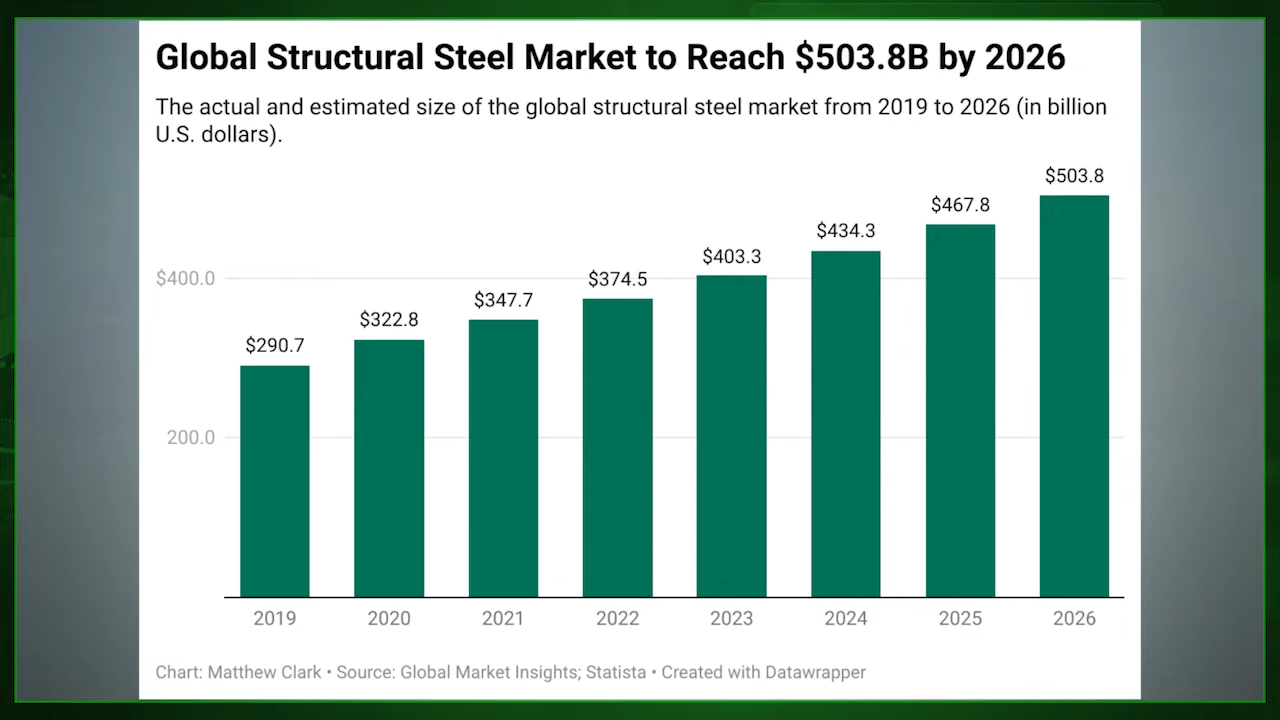 Global Structural Steel Market to Reach $503.8B by 2026
The actual and estimated size of the global structural steel market from 2019 to 2026 (in billion
U.S. dollars).
$503.8
$467.8
$434.3
$403.3
$400.0
$374.5
$347.7
$322.8
$290.7
200.0
2019 2020 2021 2022 2023 2024 2025 2026
Chart: Matthew Clark • Source: Global Market Insights; Statista • Created with Datawrapper